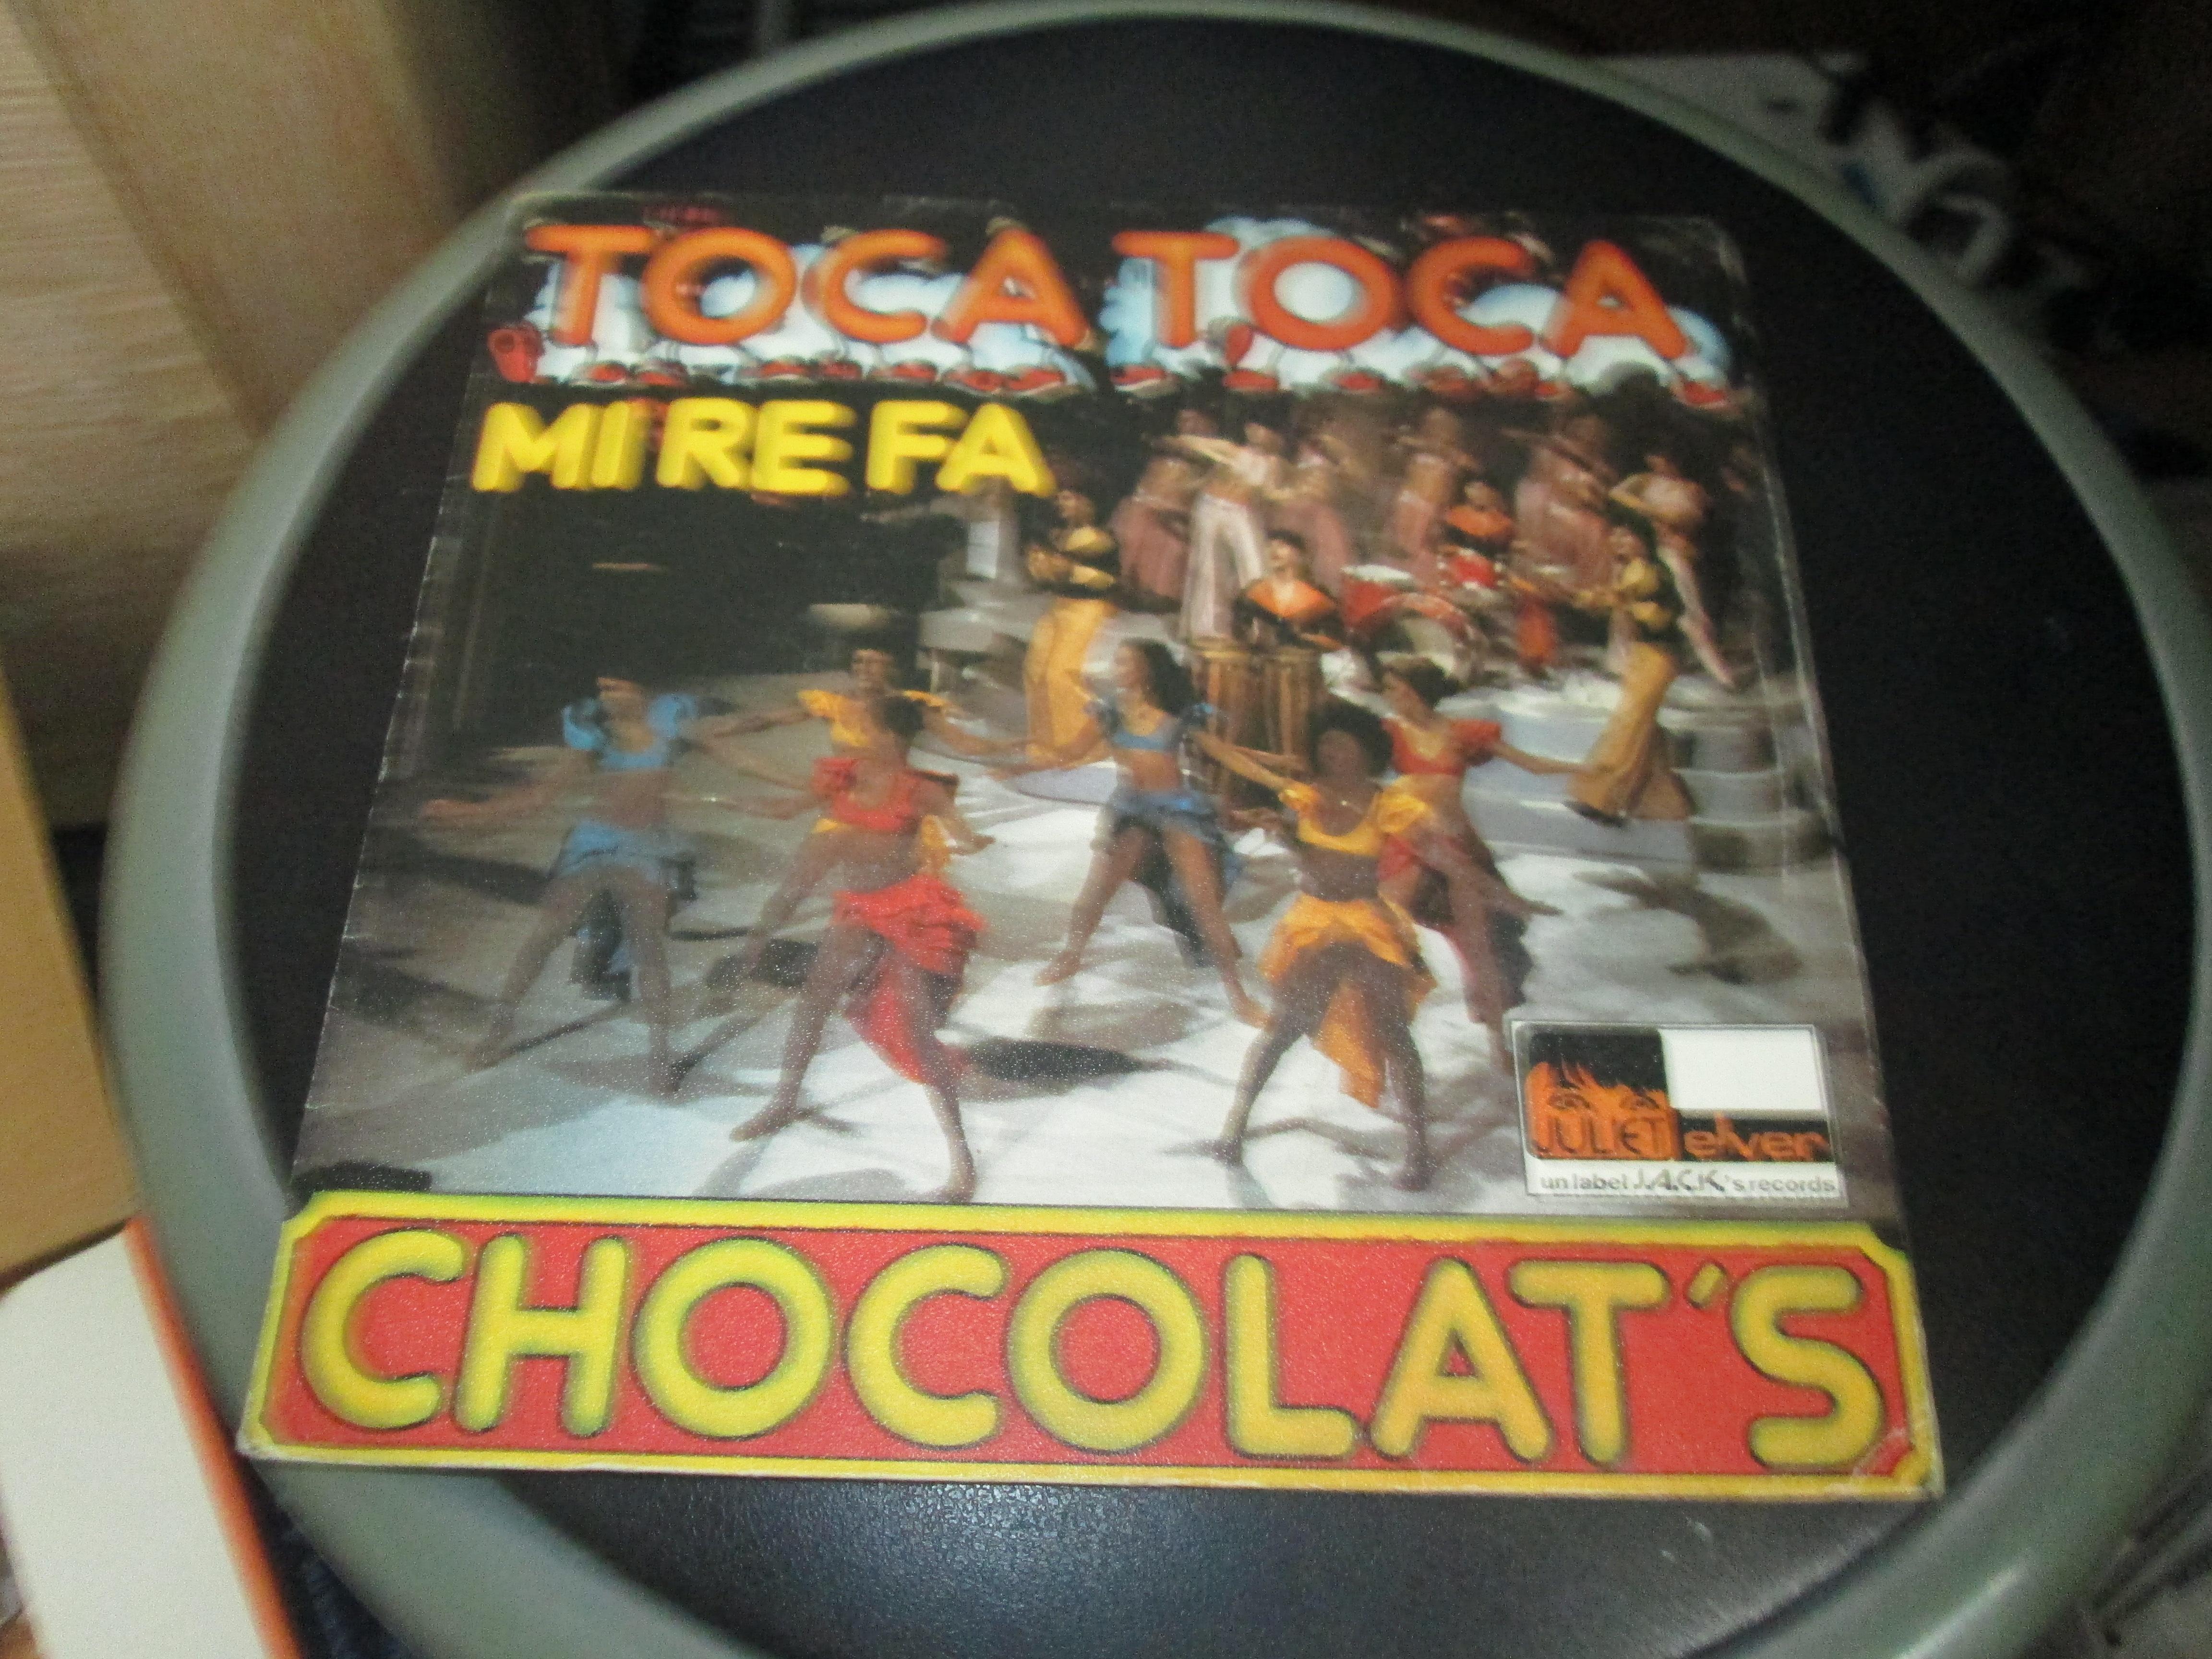 TOCA TOCA
MI RE FA
JULIET elver
un label J.A.C.K.'s records
CHOCOLAT'S